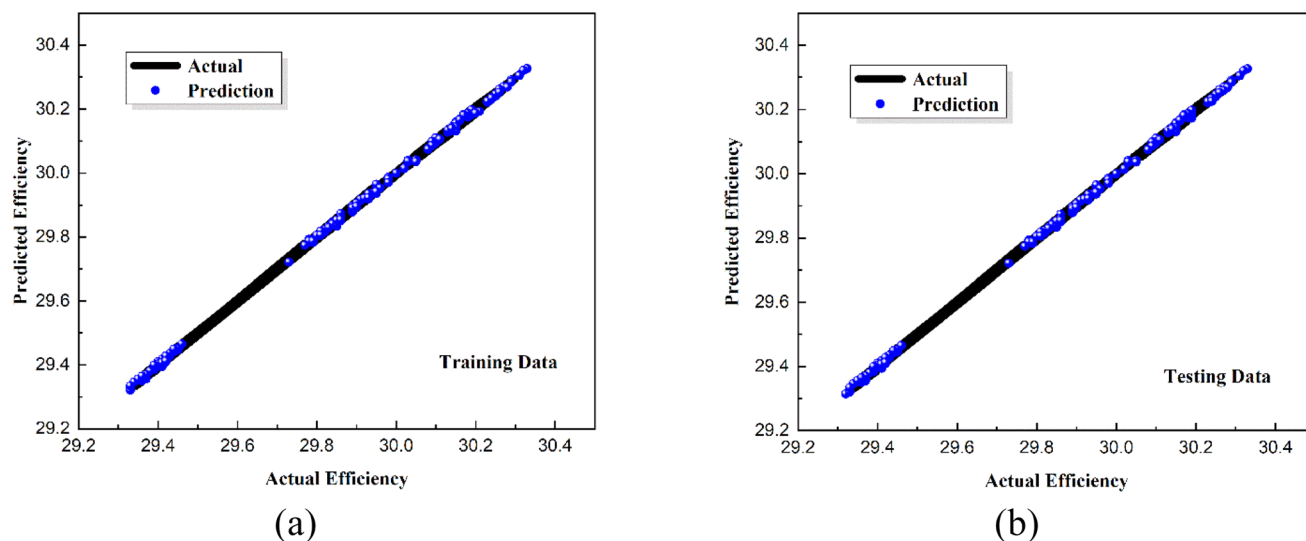 30.4
30.2
30.0
29.8
29.6
29.4
29.2
Predicted Efficiency
Actual
Prediction
Training Data
29.2 29.4 29.6 29.8 30.0 30.2 30.4
Actual Efficiency
(a)
30.4
30.2
30.0
29.8
29.6
29.4
29.2
Predicted Efficiency
Actual
Prediction
Testing Data
29.2 29.4 29.6 29.8 30.0 30.2 30.4
Actual Efficiency
(b)